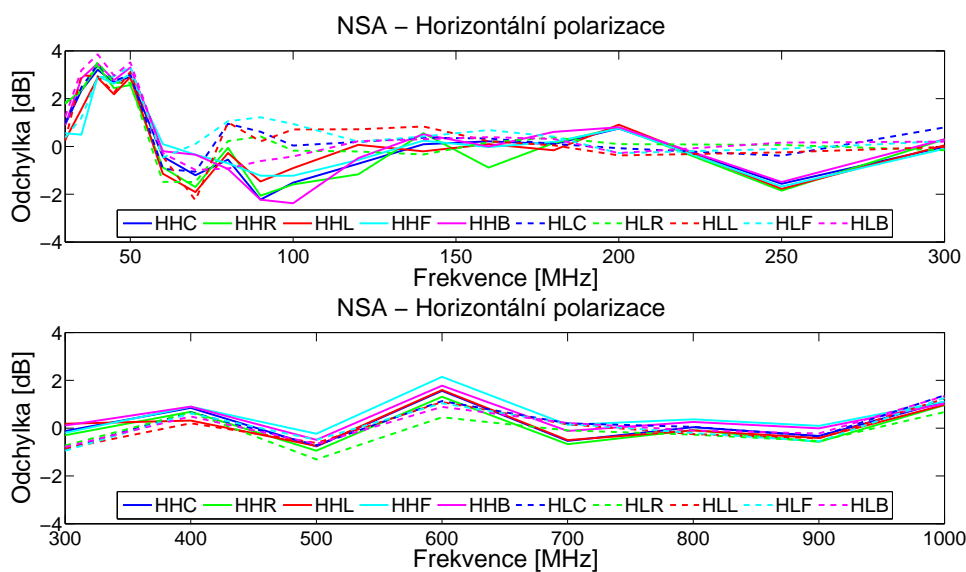 NSA − Horizontální polarizace
Odchylka [dB]
4
2
0
−2
−4
HHC HHR HHL HHF HHB HLC HLR HLL HLF HLB
50 100 150 200 250 300
Frekvence [MHz]
NSA − Horizontální polarizace
Odchylka [dB]
4
2
0
−2
−4
HHC HHR HHL HHF HHB HLC HLR HLL HLF HLB
300 400 500 600 700 800 900 1000
Frekvence [MHz]